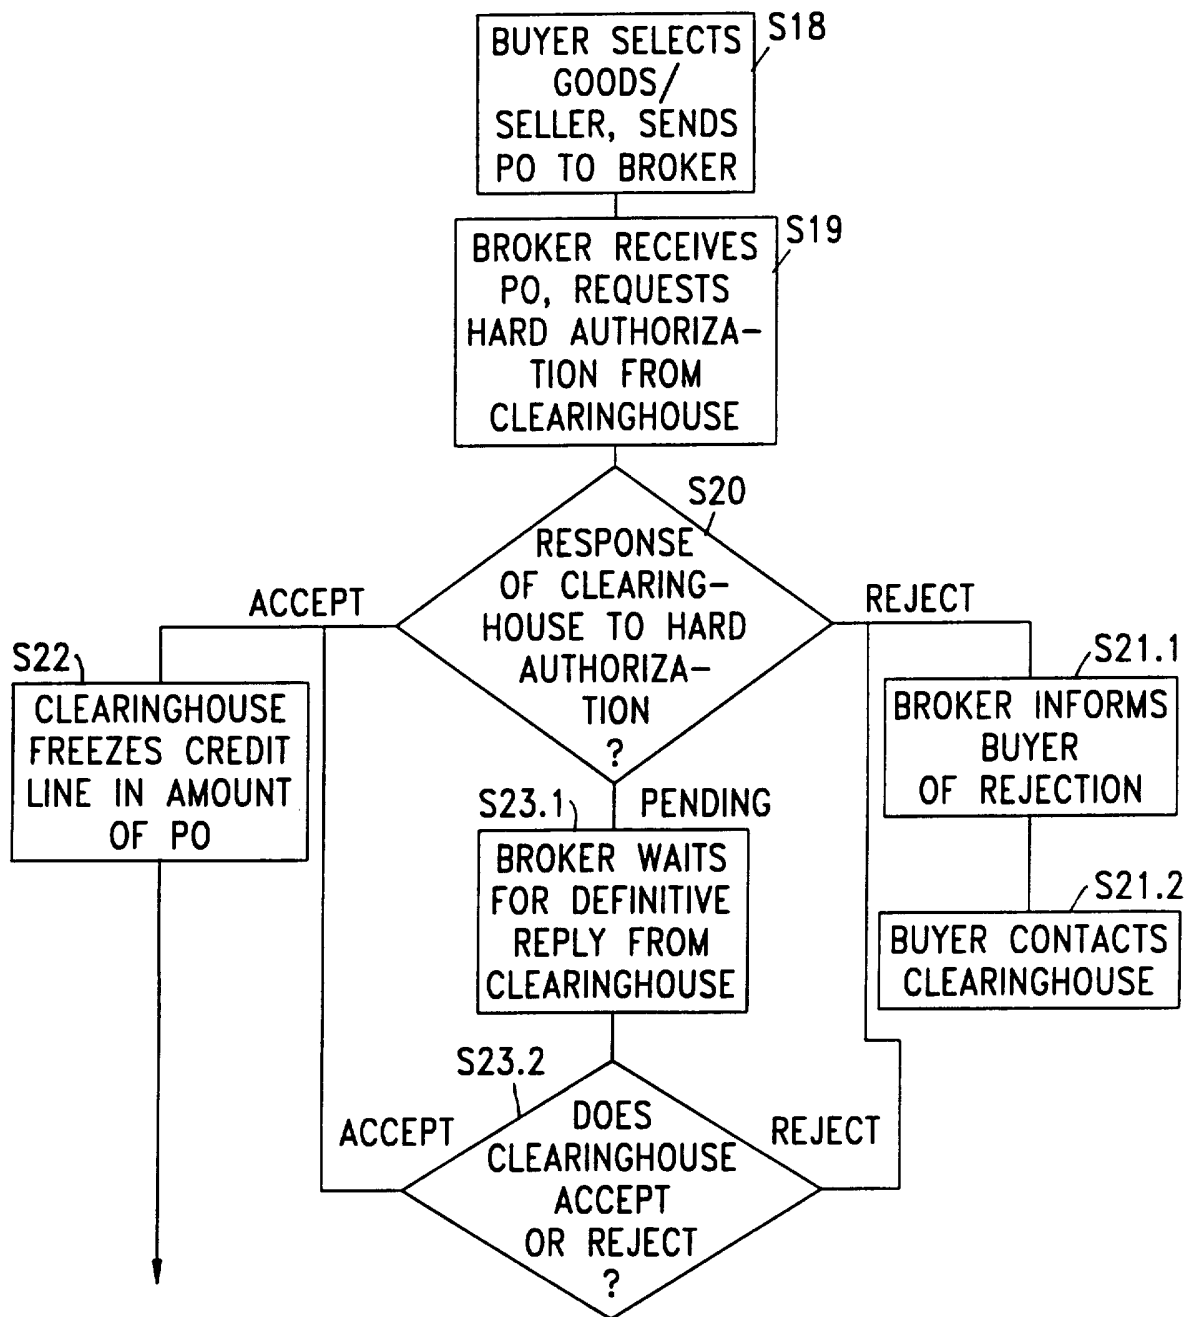 S18
BUYER SELECTS
GOODS/
SELLER, SENDS
PO TO BROKER
S19
BROKER RECEIVES
PO, REQUESTS
HARD AUTHORIZA-
TION FROM
CLEARINGHOUSE
S20
RESPONSE
OF CLEARING-
HOUSE TO HARD
AUTHORIZA-
TION
?
ACCEPT
REJECT
S22
CLEARINGHOUSE
FREEZES CREDIT
LINE IN AMOUNT
OF PO
S21.1
BROKER INFORMS
BUYER
OF REJECTION
S23.1
PENDING
BROKER WAITS
FOR DEFINITIVE
REPLY FROM
CLEARINGHOUSE
S21.2
BUYER CONTACTS
CLEARINGHOUSE
S23.2
ACCEPT
REJECT
DOES
CLEARINGHOUSE
ACCEPT
OR REJECT
?